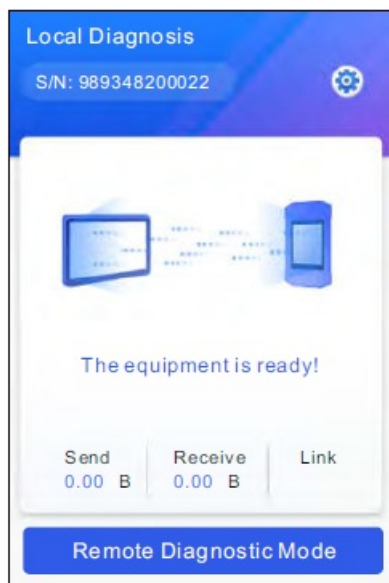 Local Diagnosis
S/N: 989348200022
The equipment is ready!
Send Receive Link
0.00 B 0.00 B
Remote Diagnostic Mode